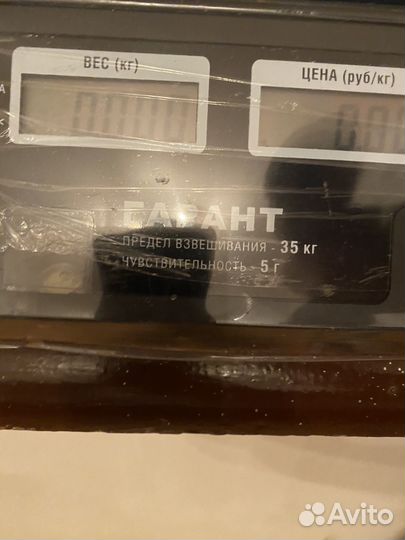 ВЕС (кг)
ЦЕНА (руб/кг)
ГАРАНТ
ПРЕДЕЛ ВЗВЕШИВАНИЯ - 35 кг
ЧУВСТВИТЕЛЬНОСТЬ - 5 г
Avito